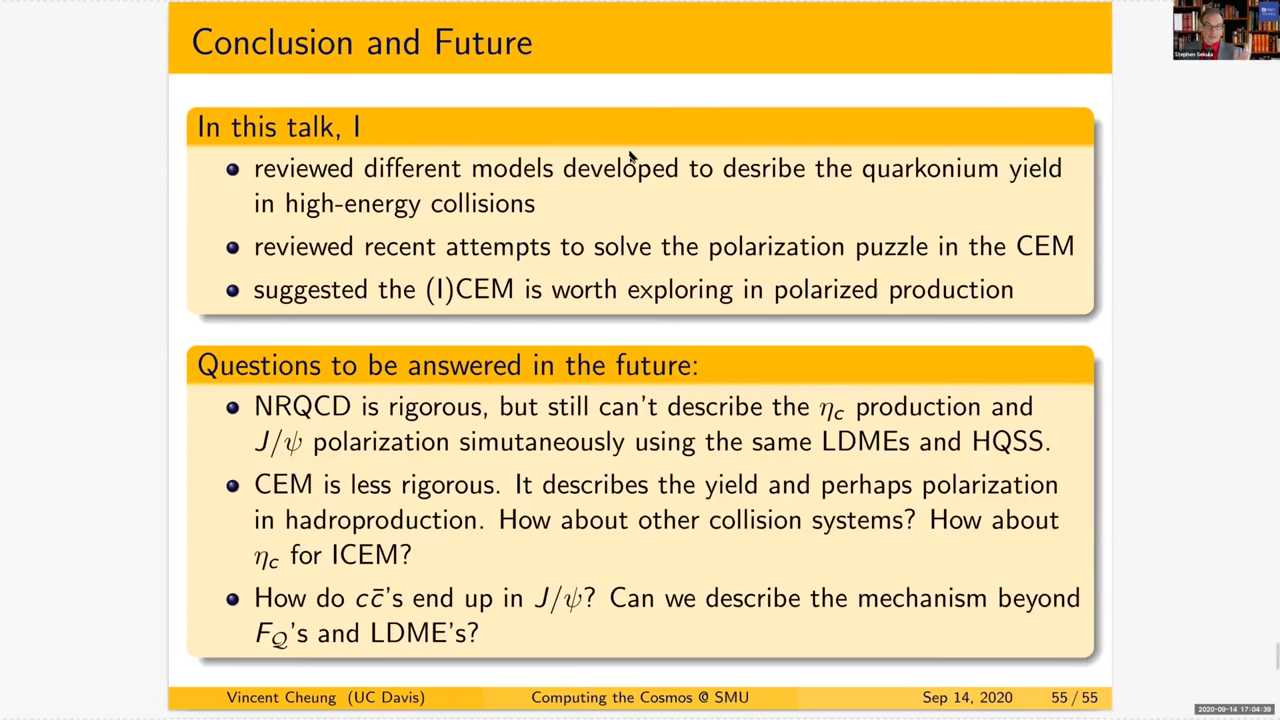 Conclusion and Future
Stephen Sekula
In this talk, I
reviewed different models developed to desribe the quarkonium yield
in high-energy collisions
reviewed recent attempts to solve the polarization puzzle in the CEM
suggested the (I)CEM is worth exploring in polarized production
Questions to be answered in the future:
NRQCD is rigorous, but still can't describe the η_c production and
J/ψ polarization simutaneously using the same LDMEs and HQSS.
CEM is less rigorous. It describes the yield and perhaps polarization
in hadroproduction. How about other collision systems? How about
η_c for ICEM?
How do cc̄'s end up in J/ψ? Can we describe the mechanism beyond
F_𝒬's and LDME's?
Vincent Cheung (UC Davis) Computing the Cosmos @ SMU Sep 14, 2020 55 / 55
2020-09-14 17:04:39